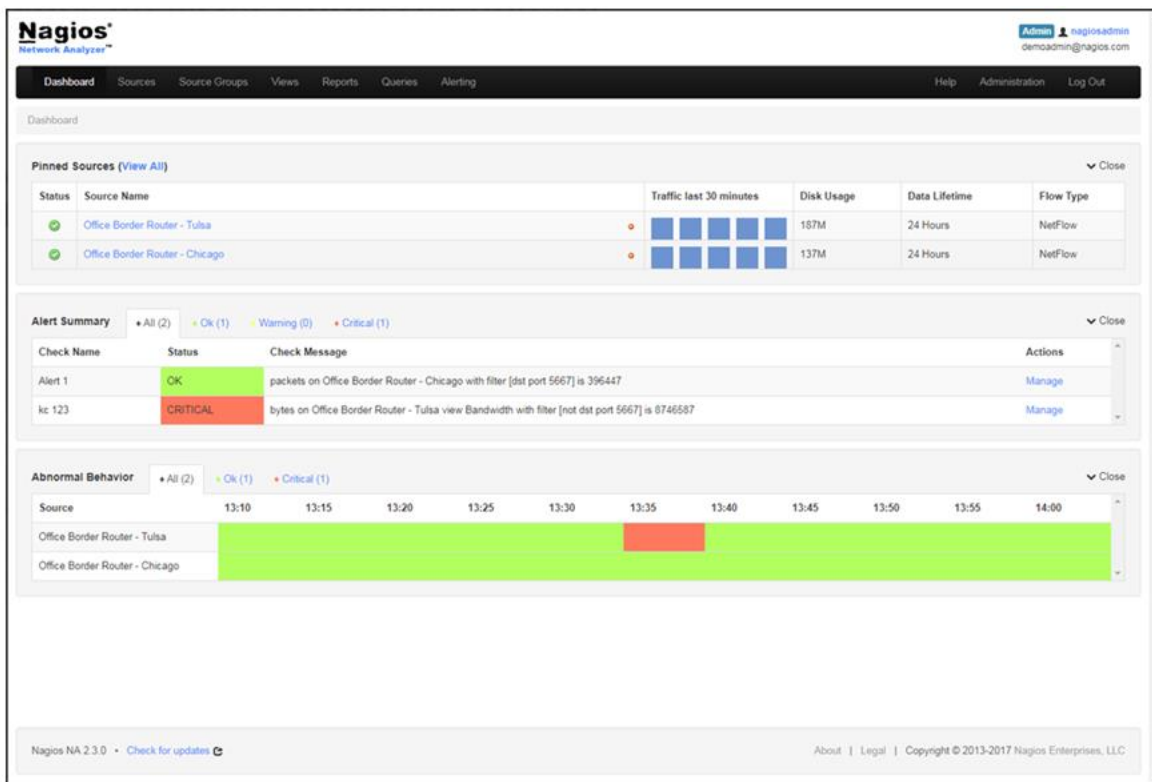 Nagios®
Network Analyzer™
Admin nagiosadmin
demoadmin@nagios.com
Dashboard Sources Source Groups Views Reports Queries Alerting Help Administration Log Out
Dashboard
Pinned Sources (View All) Close
Status Source Name Traffic last 30 minutes Disk Usage Data Lifetime Flow Type
Office Border Router - Tulsa 187M 24 Hours NetFlow
Office Border Router - Chicago 137M 24 Hours NetFlow
Alert Summary All (2) Ok (1) Warning (0) Critical (1) Close
Check Name Status Check Message Actions
Alert 1 OK packets on Office Border Router - Chicago with filter [dst port 5667] is 396447 Manage
kc 123 CRITICAL bytes on Office Border Router - Tulsa view Bandwidth with filter [not dst port 5667] is 8746587 Manage
Abnormal Behavior All (2) Ok (1) Critical (1) Close
Source 13:10 13:15 13:20 13:25 13:30 13:35 13:40 13:45 13:50 13:55 14:00
Office Border Router - Tulsa
Office Border Router - Chicago
Nagios NA 2.3.0 • Check for updates About | Legal | Copyright © 2013-2017 Nagios Enterprises, LLC